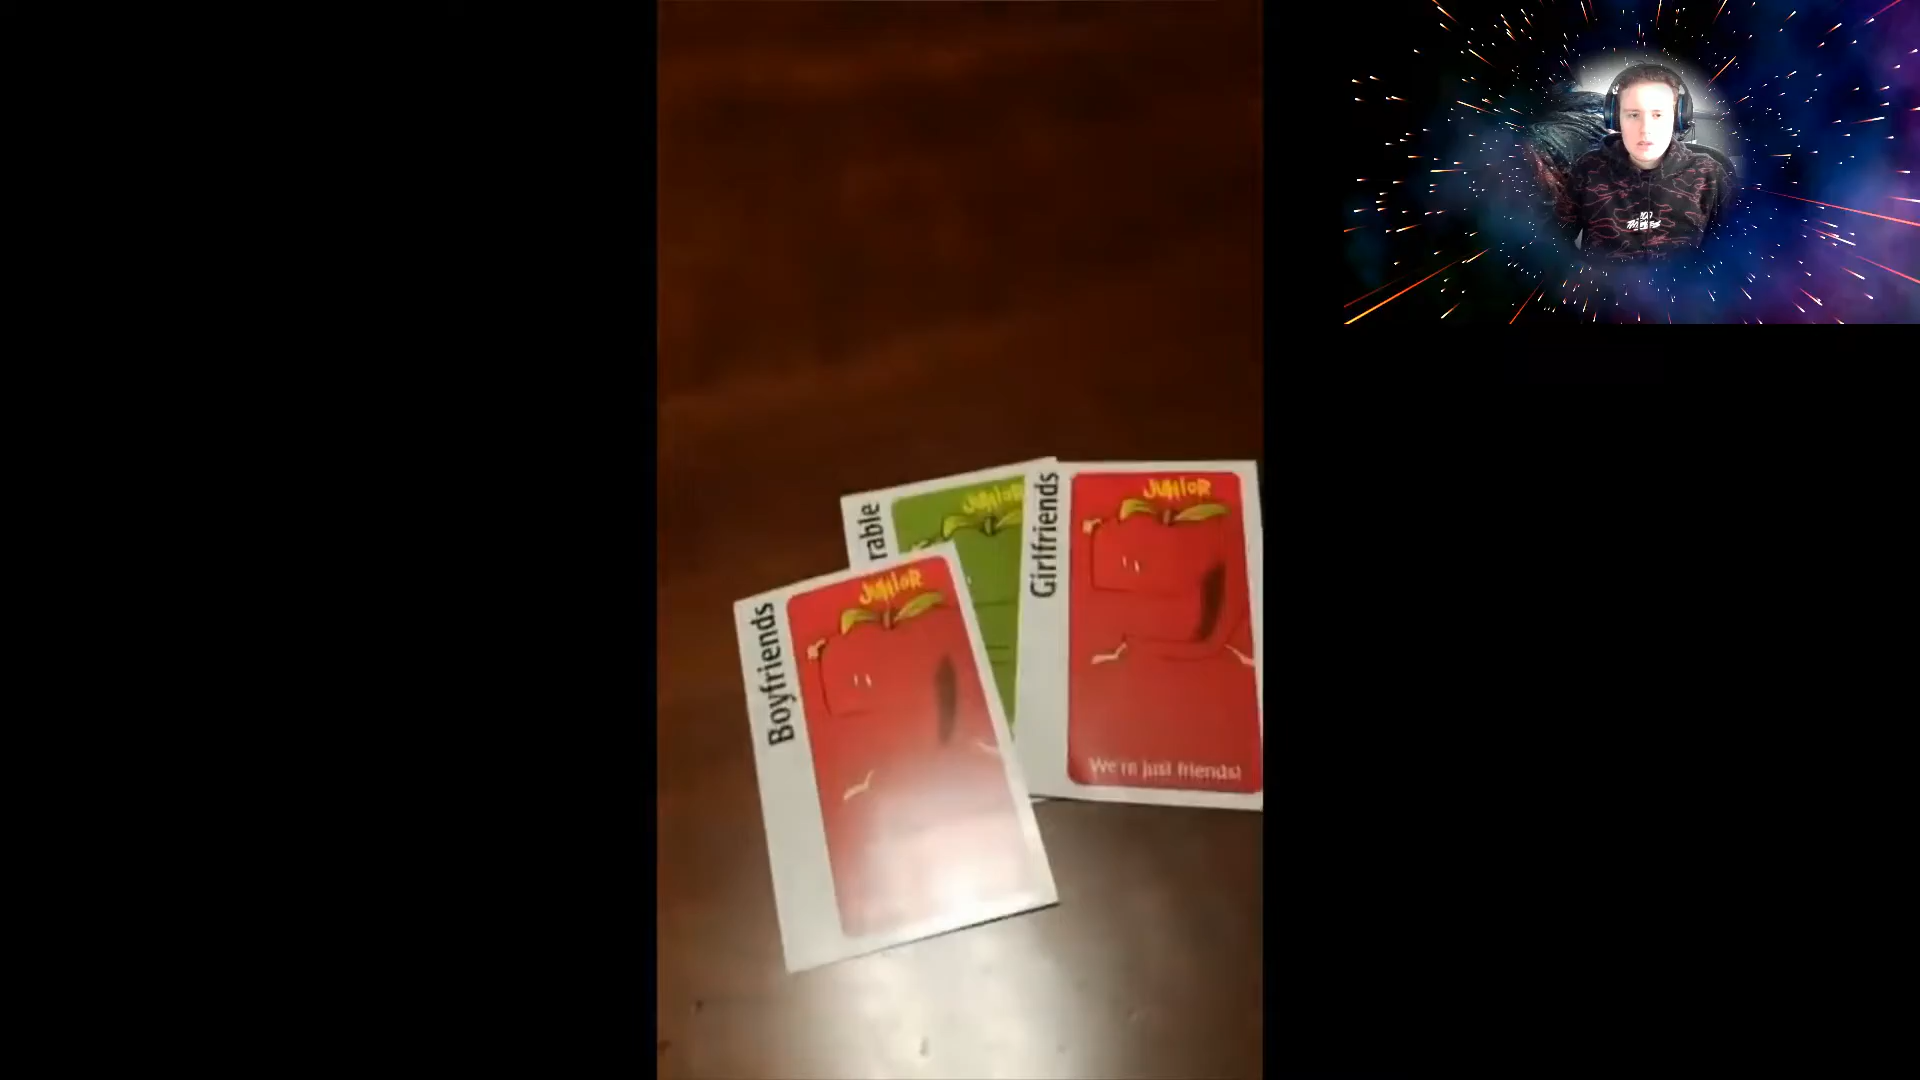 rable
JUNIOR
Girlfriends
JUNIOR
We're just friends!
Boyfriends
JUNIOR